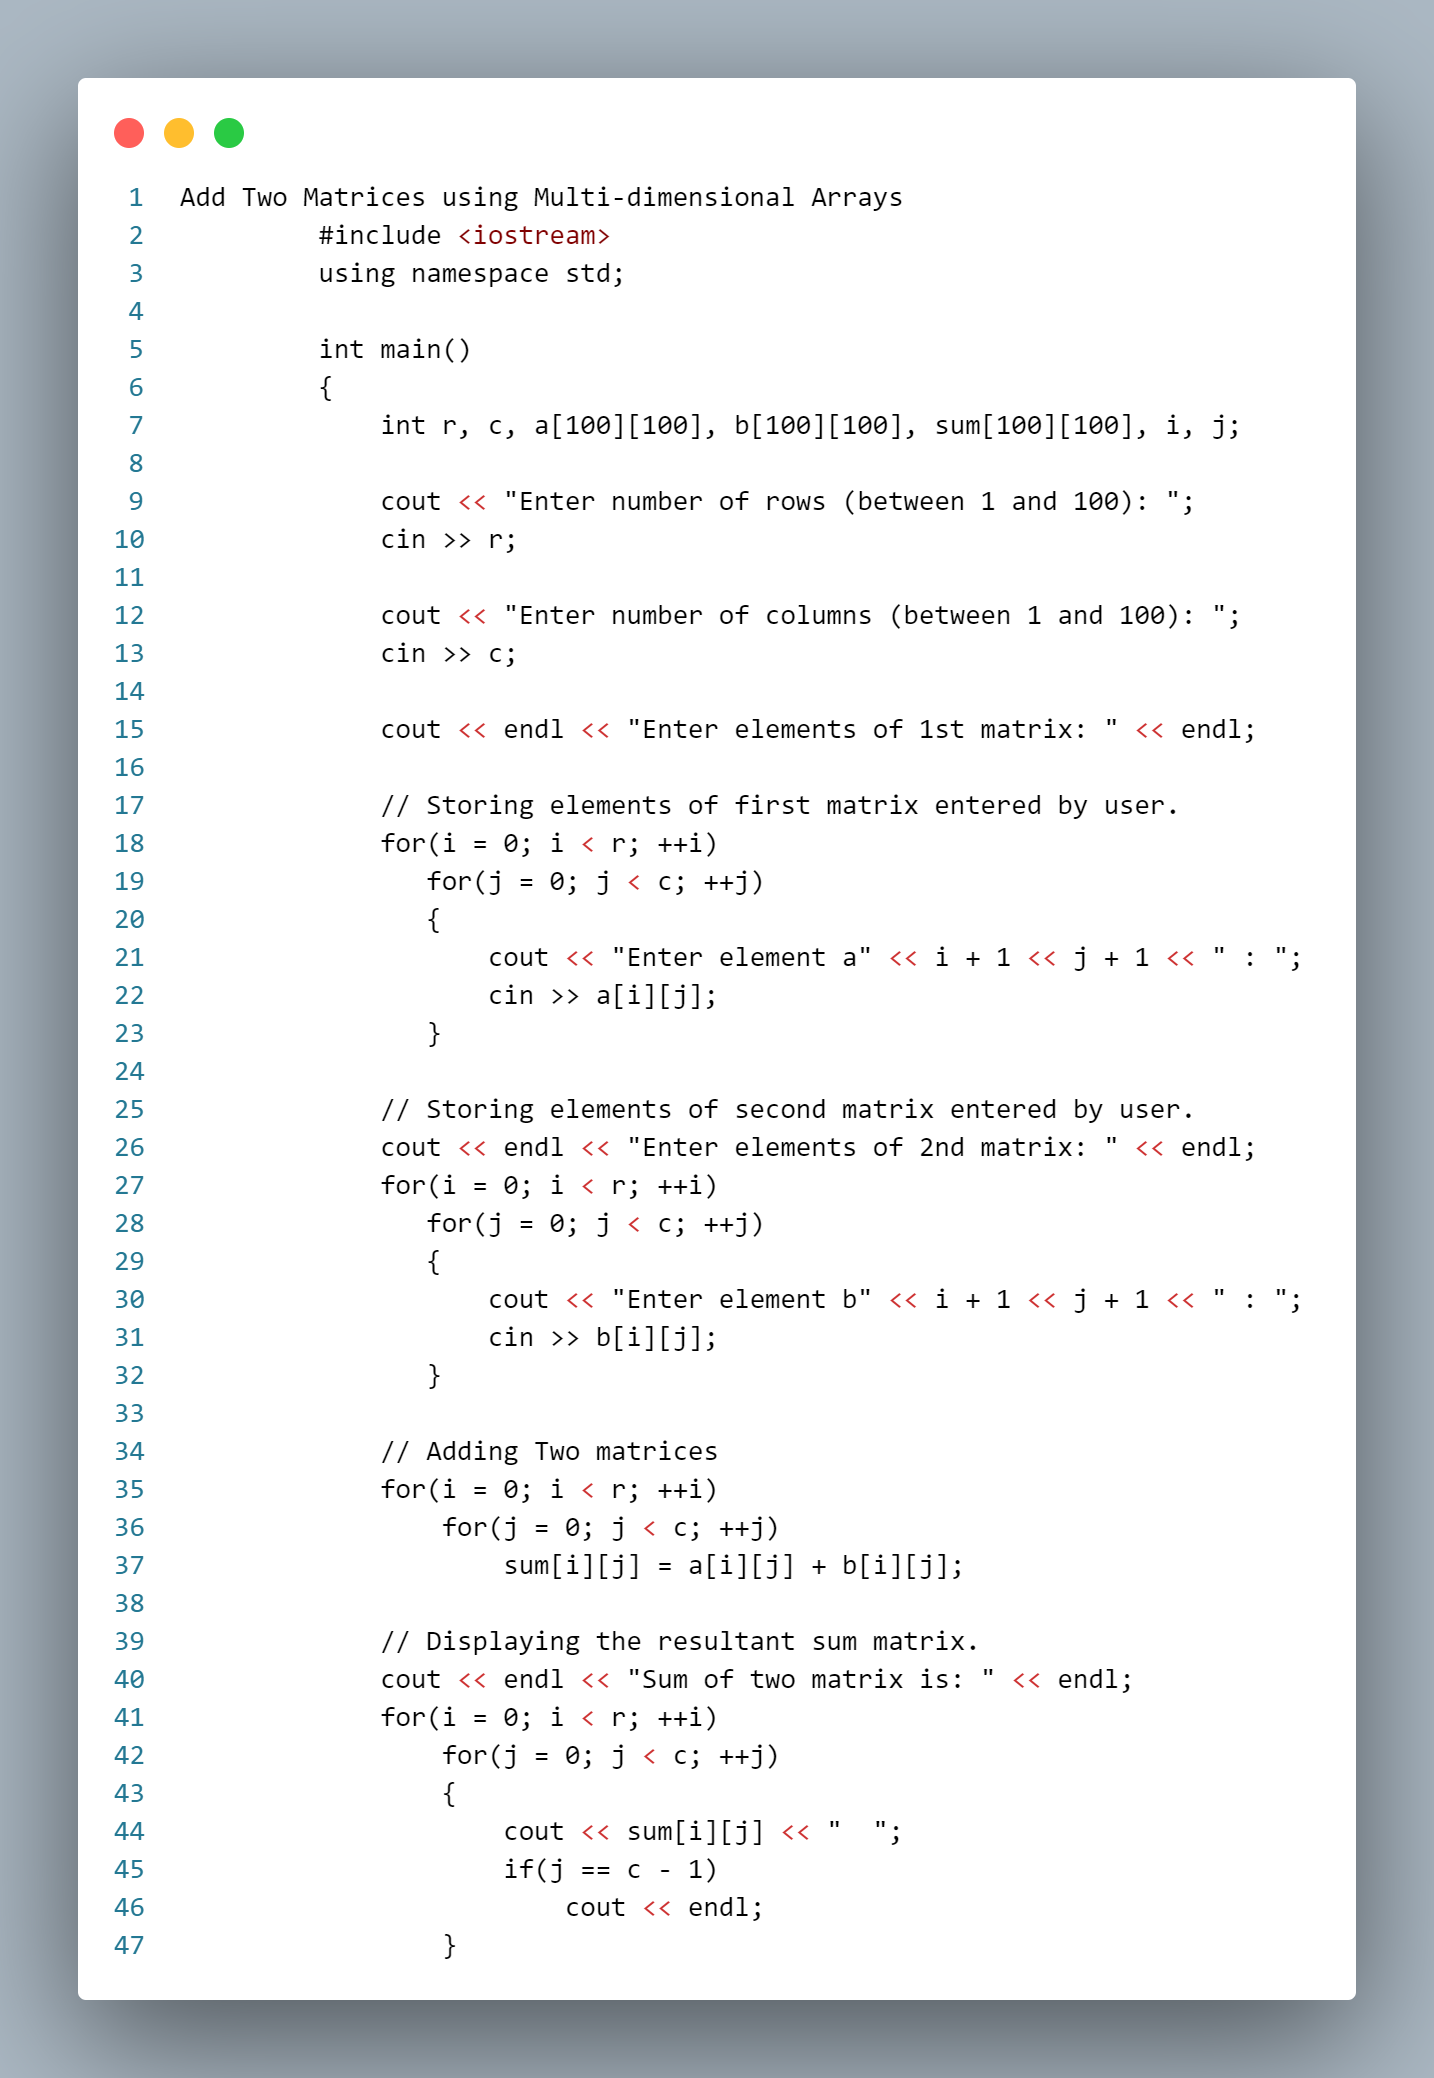 1 Add Two Matrices using Multi-dimensional Arrays
2 #include <iostream>
3 using namespace std;
4
5 int main()
6 {
7 int r, c, a[100][100], b[100][100], sum[100][100], i, j;
8
9 cout << "Enter number of rows (between 1 and 100): ";
10 cin >> r;
11
12 cout << "Enter number of columns (between 1 and 100): ";
13 cin >> c;
14
15 cout << endl << "Enter elements of 1st matrix: " << endl;
16
17 // Storing elements of first matrix entered by user.
18 for(i = 0; i < r; ++i)
19 for(j = 0; j < c; ++j)
20 {
21 cout << "Enter element a" << i + 1 << j + 1 << " : ";
22 cin >> a[i][j];
23 }
24
25 // Storing elements of second matrix entered by user.
26 cout << endl << "Enter elements of 2nd matrix: " << endl;
27 for(i = 0; i < r; ++i)
28 for(j = 0; j < c; ++j)
29 {
30 cout << "Enter element b" << i + 1 << j + 1 << " : ";
31 cin >> b[i][j];
32 }
33
34 // Adding Two matrices
35 for(i = 0; i < r; ++i)
36 for(j = 0; j < c; ++j)
37 sum[i][j] = a[i][j] + b[i][j];
38
39 // Displaying the resultant sum matrix.
40 cout << endl << "Sum of two matrix is: " << endl;
41 for(i = 0; i < r; ++i)
42 for(j = 0; j < c; ++j)
43 {
44 cout << sum[i][j] << "  ";
45 if(j == c - 1)
46 cout << endl;
47 }